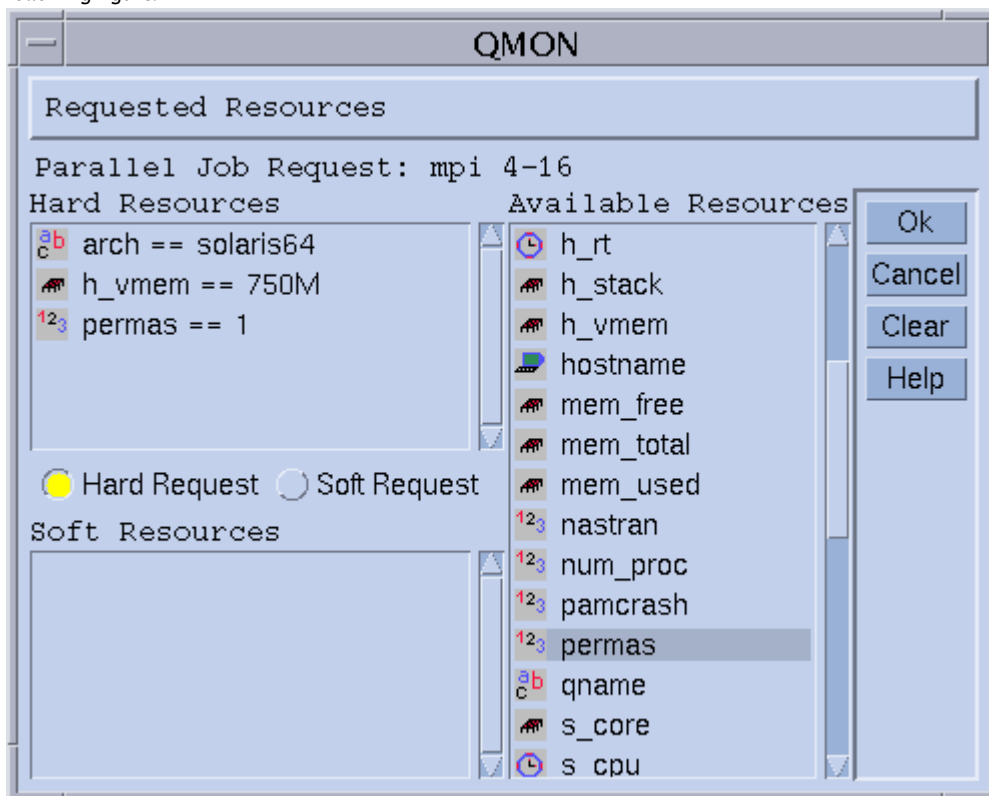 QMON
Requested Resources
Parallel Job Request: mpi 4-16
Hard Resources
arch == solaris64
h_vmem == 750M
permas == 1
Hard Request
Soft Request
Soft Resources
Available Resources
h_rt
h_stack
h_vmem
hostname
mem_free
mem_total
mem_used
nastran
num_proc
pamcrash
permas
qname
s_core
s_cpu
Ok
Cancel
Clear
Help